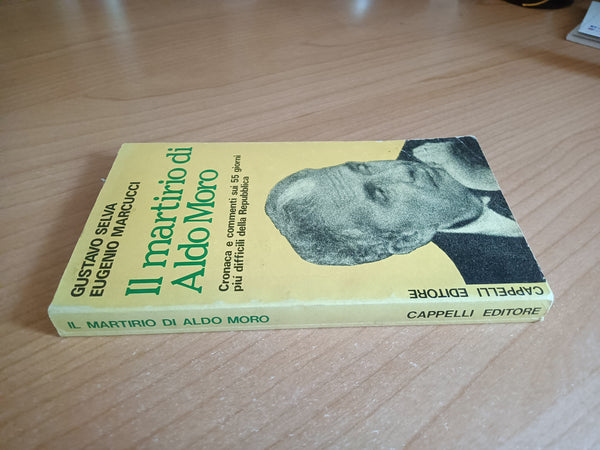 GUSTAVO SELVA
EUGENIO MARCUCCI
Il martirio di
Aldo Moro
Cronaca e commenti sui 55 giorni
piú difficili della Repubblica
CAPPELLI EDITORE
IL MARTIRIO DI ALDO MORO
CAPPELLI EDITORE